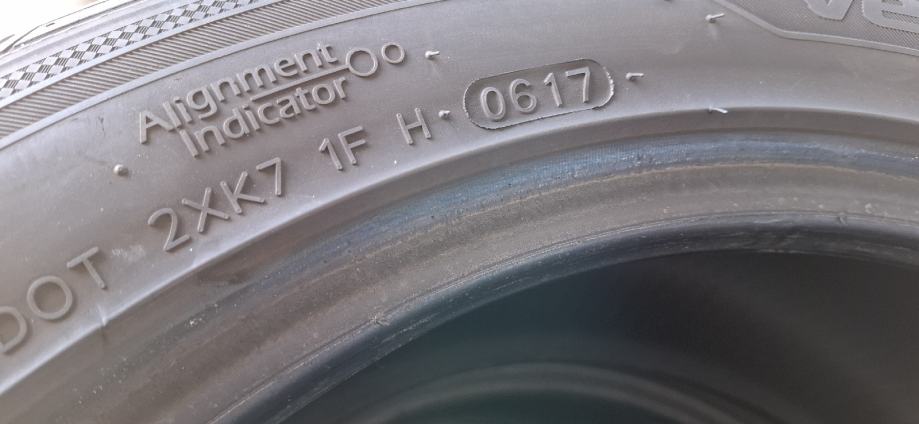 Alignment
Indicator
DOT 2XK7 1F H 0617